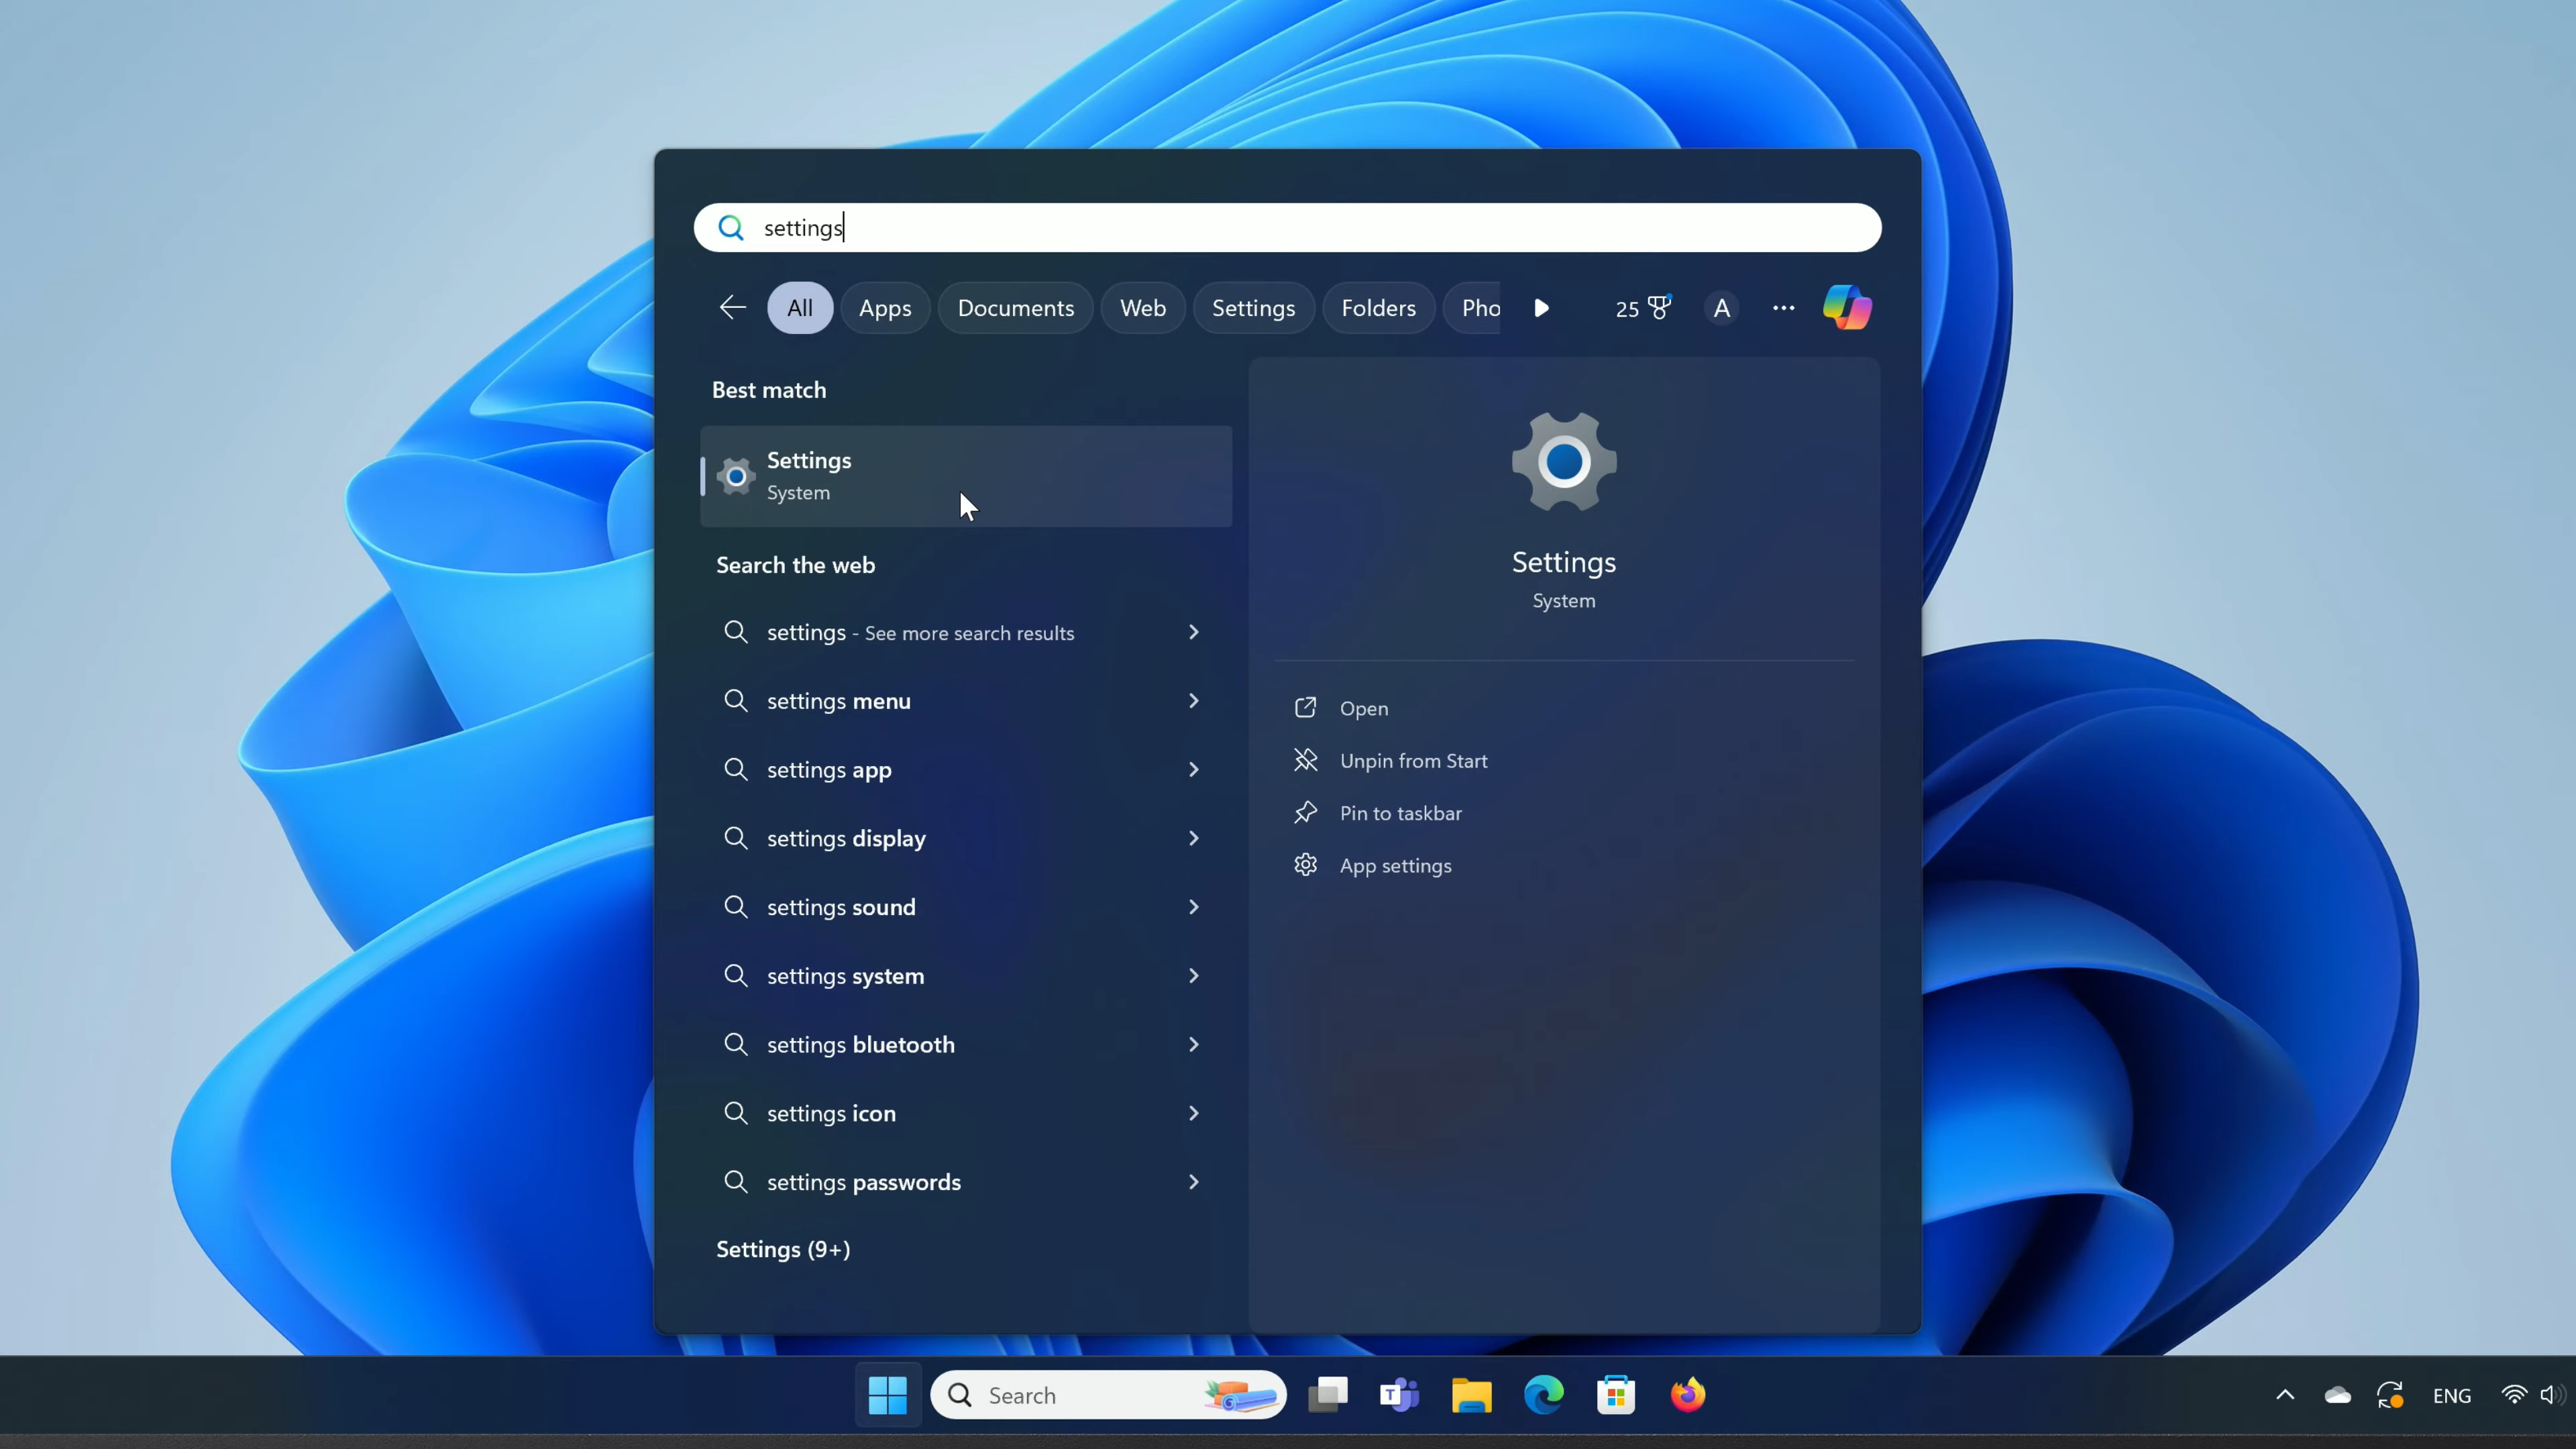 settings
All
Apps
Documents
Web
Settings
Folders
Pho
25
A
Best match
Settings
System
Search the web
settings - See more search results
settings menu
settings app
settings display
settings sound
settings system
settings bluetooth
settings icon
settings passwords
Settings (9+)
Settings
System
Open
Unpin from Start
Pin to taskbar
App settings
Search
T
ENG